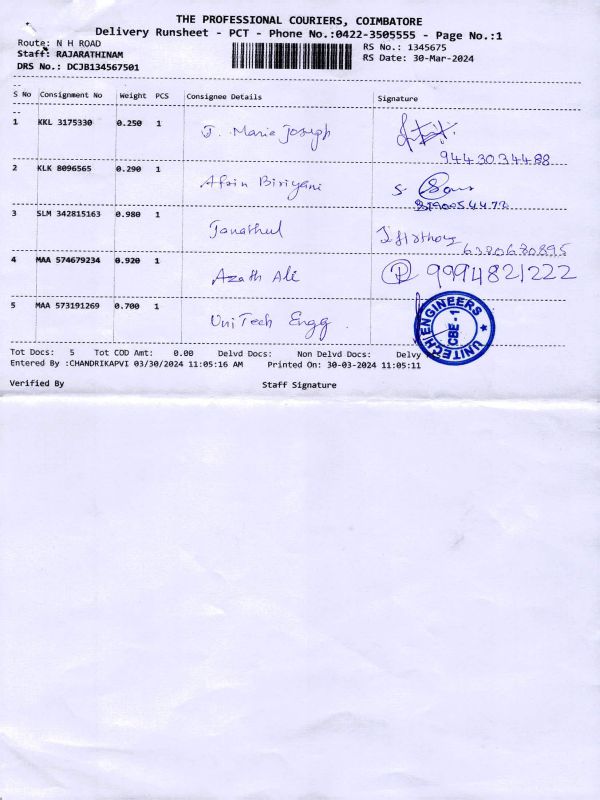 THE PROFESSIONAL COURIERS, COIMBATORE
Delivery Runsheet - PCT - Phone No.:0422-3505555 - Page No.:1
Route: N H ROAD
RS No.: 1345675
Staff: RAJARATHINAM
RS Date: 30-Mar-2024
DRS No.: DCJB134567501
S No Consignment No Weight PCS Consignee Details Signature
1 KKL 3175330 0.250 1 J. Maria Joseph
9443034488
2 KLK 8096565 0.290 1 Afrin Biriyani
3 SLM 342815163 0.980 1 Janathul
6380680895
4 MAA 574679234 0.920 1 Azath Ali 9994821222
5 MAA 573191269 0.700 1 UniTech Engg
UNITECH ENGINEERS
CBE - 1
Tot Docs: 5 Tot COD Amt: 0.00 Delvd Docs: Non Delvd Docs: Delvy
Entered By :CHANDRIKAPVI 03/30/2024 11:05:16 AM Printed On: 30-03-2024 11:05:11
Verified By Staff Signature